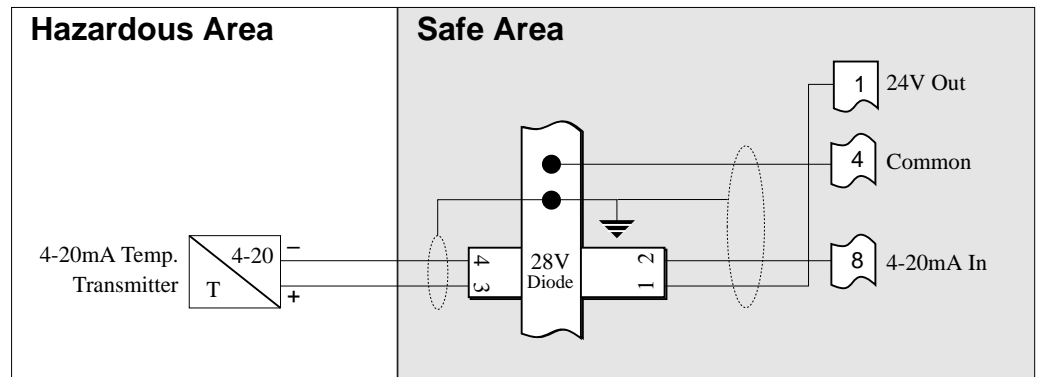 Hazardous Area
Safe Area
1
24V Out
4
Common
4-20mA Temp.
Transmitter
4-20
T
–
+
4
3
28V
Diode
2
1
8
4-20mA In